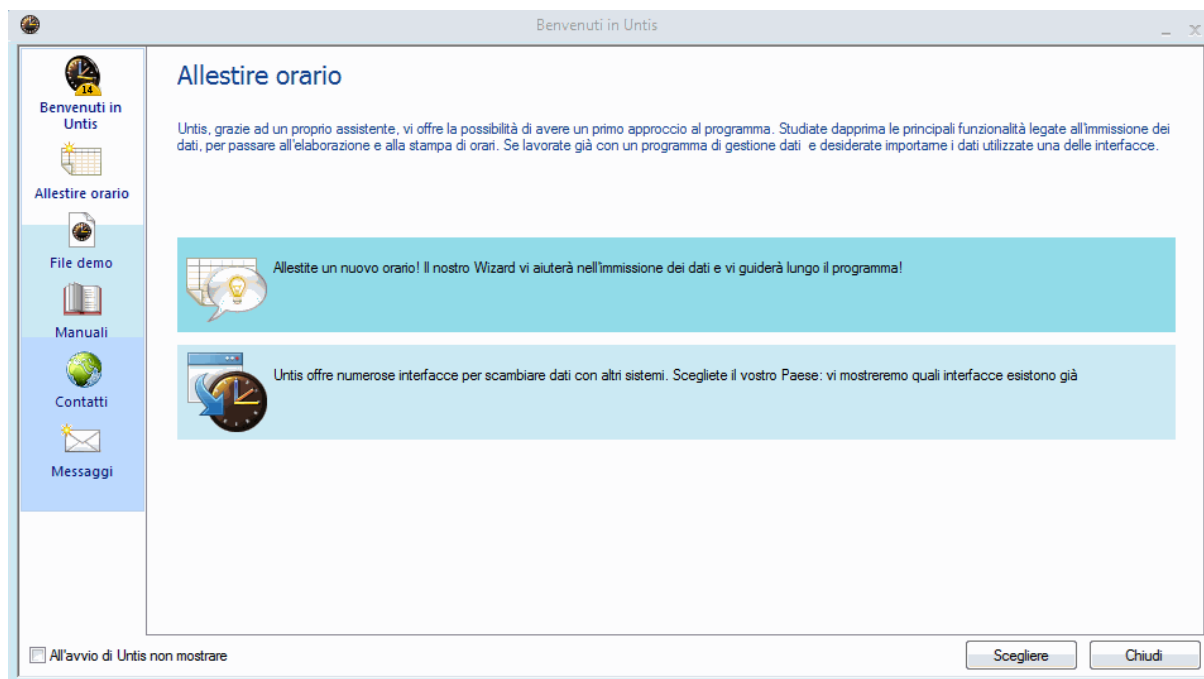 Benvenuti in Untis
14
Benvenuti in
Untis
Allestire orario
File demo
Manuali
Contatti
Messaggi
Allestire orario
Untis, grazie ad un proprio assistente, vi offre la possibilità di avere un primo approccio al programma. Studiate dapprima le principali funzionalità legate all'immissione dei
dati, per passare all'elaborazione e alla stampa di orari. Se lavorate già con un programma di gestione dati e desiderate importarne i dati utilizzate una delle interfacce.
Allestite un nuovo orario! Il nostro Wizard vi aiuterà nell'immissione dei dati e vi guiderà lungo il programma!
Untis offre numerose interfacce per scambiare dati con altri sistemi. Scegliete il vostro Paese: vi mostreremo quali interfacce esistono già
All'avvio di Untis non mostrare
Scegliere
Chiudi